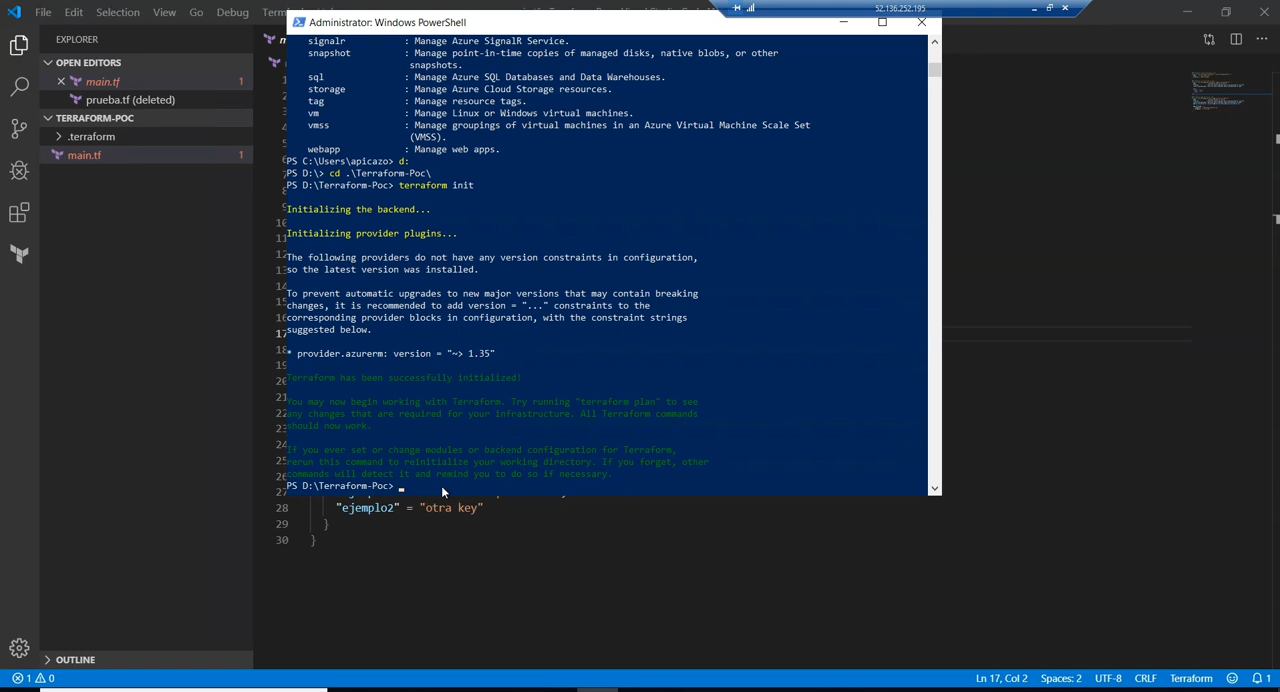 File Edit Selection View Go Debug
52.136.252.195
Administrator: Windows PowerShell
EXPLORER
OPEN EDITORS
main.tf 1
prueba.tf (deleted)
TERRAFORM-POC
.terraform
main.tf 1
signalr : Manage Azure SignalR Service.
snapshot : Manage point-in-time copies of managed disks, native blobs, or other
snapshots.
sql : Manage Azure SQL Databases and Data Warehouses.
storage : Manage Azure Cloud Storage resources.
tag : Manage resource tags.
vm : Manage Linux or Windows virtual machines.
vmss : Manage groupings of virtual machines in an Azure Virtual Machine Scale Set
(VMSS).
webapp : Manage web apps.
PS C:\Users\apicazo> d:
PS D:\> cd .\Terraform-Poc\
PS D:\Terraform-Poc> terraform init
Initializing the backend...
Initializing provider plugins...
The following providers do not have any version constraints in configuration,
so the latest version was installed.
To prevent automatic upgrades to new major versions that may contain breaking
changes, it is recommended to add version = "..." constraints to the
corresponding provider blocks in configuration, with the constraint strings
suggested below.
* provider.azurerm: version = "~> 1.35"
Terraform has been successfully initialized!
You may now begin working with Terraform. Try running "terraform plan" to see
any changes that are required for your infrastructure. All Terraform commands
should now work.
If you ever set or change modules or backend configuration for Terraform,
rerun this command to reinitialize your working directory. If you forget, other
commands will detect it and remind you to do so if necessary.
PS D:\Terraform-Poc>
28 "ejemplo2" = "otra key"
29 }
30 }
OUTLINE
1 0
Ln 17, Col 2 Spaces: 2 UTF-8 CRLF Terraform 1